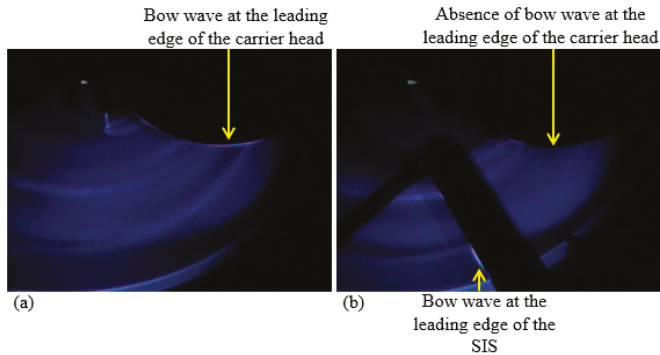 Bow wave at the leading
edge of the carrier head
Absence of bow wave at the
leading edge of the carrier head
(a)
(b)
Bow wave at the
leading edge of the
SIS